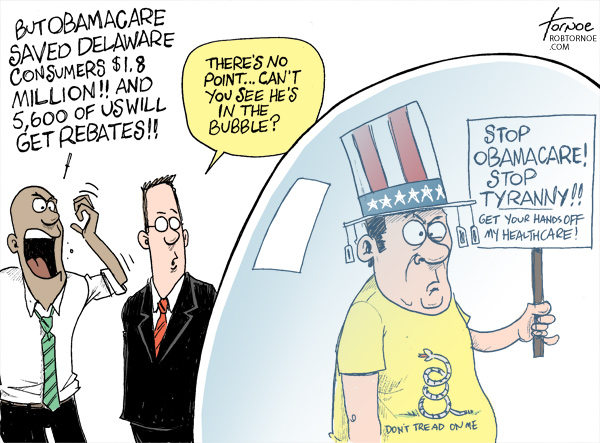 BUT OBAMACARE
SAVED DELAWARE
CONSUMERS $1.8
MILLION!! AND
5,600 OF US WILL
GET REBATES!!
THERE'S NO
POINT... CAN'T
YOU SEE HE'S
IN THE
BUBBLE?
tornoe
ROBTORNOE
.COM
STOP
OBAMACARE!
STOP
TYRANNY!!
GET YOUR HANDS OFF
MY HEALTHCARE!
DON'T TREAD ON ME